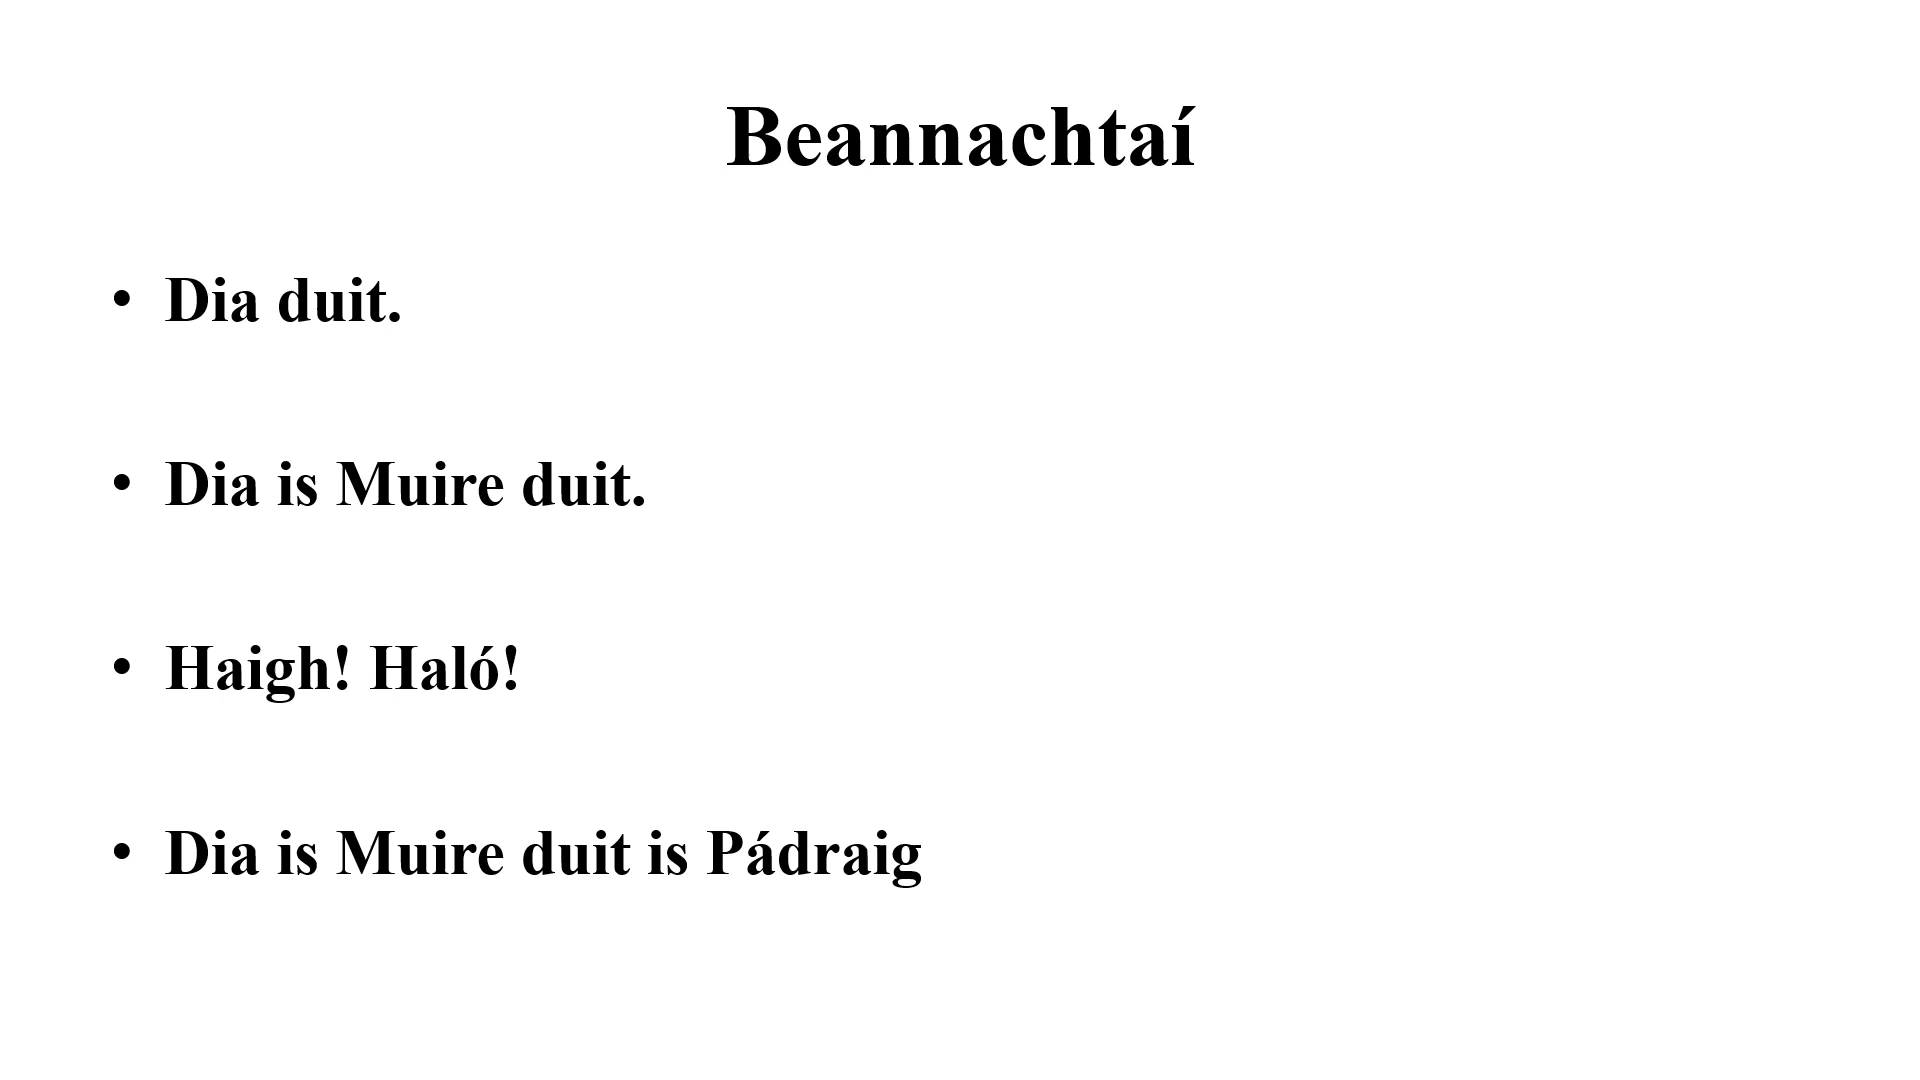 Beannachtaí
• Dia duit.
• Dia is Muire duit.
• Haigh! Haló!
• Dia is Muire duit is Pádraig